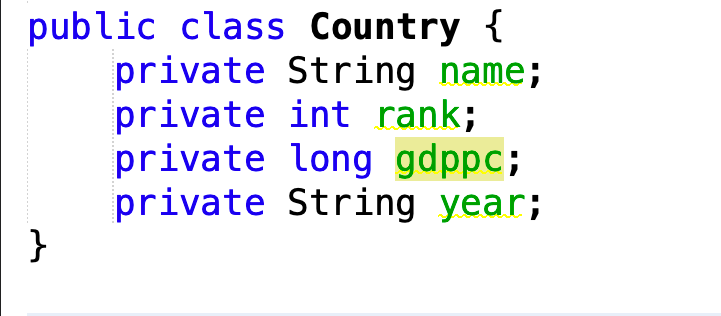 public class Country {
    private String name;
    private int rank;
    private long gdppc;
    private String year;
}